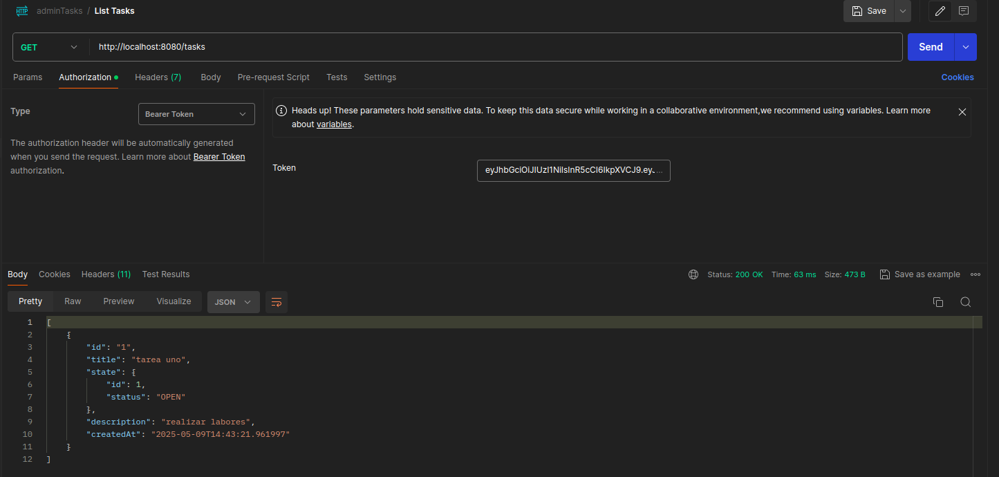 HTTP adminTasks / List Tasks Save
GET http://localhost:8080/tasks Send
Params Authorization Headers (7) Body Pre-request Script Tests Settings Cookies
Type Bearer Token
The authorization header will be automatically generated
when you send the request. Learn more about Bearer Token
authorization.
Heads up! These parameters hold sensitive data. To keep this data secure while working in a collaborative environment,we recommend using variables. Learn more
about variables.
Token eyJhbGciOiJIUzI1NiIsInR5cCI6IkpXVCJ9.eyJ...
Body Cookies Headers (11) Test Results Status: 200 OK Time: 63 ms Size: 473 B Save as example
Pretty Raw Preview Visualize JSON
1 [
2 {
3 "id": "1",
4 "title": "tarea uno",
5 "state": {
6 "id": 1,
7 "status": "OPEN"
8 },
9 "description": "realizar labores",
10 "createdAt": "2025-05-09T14:43:21.961997"
11 }
12 ]